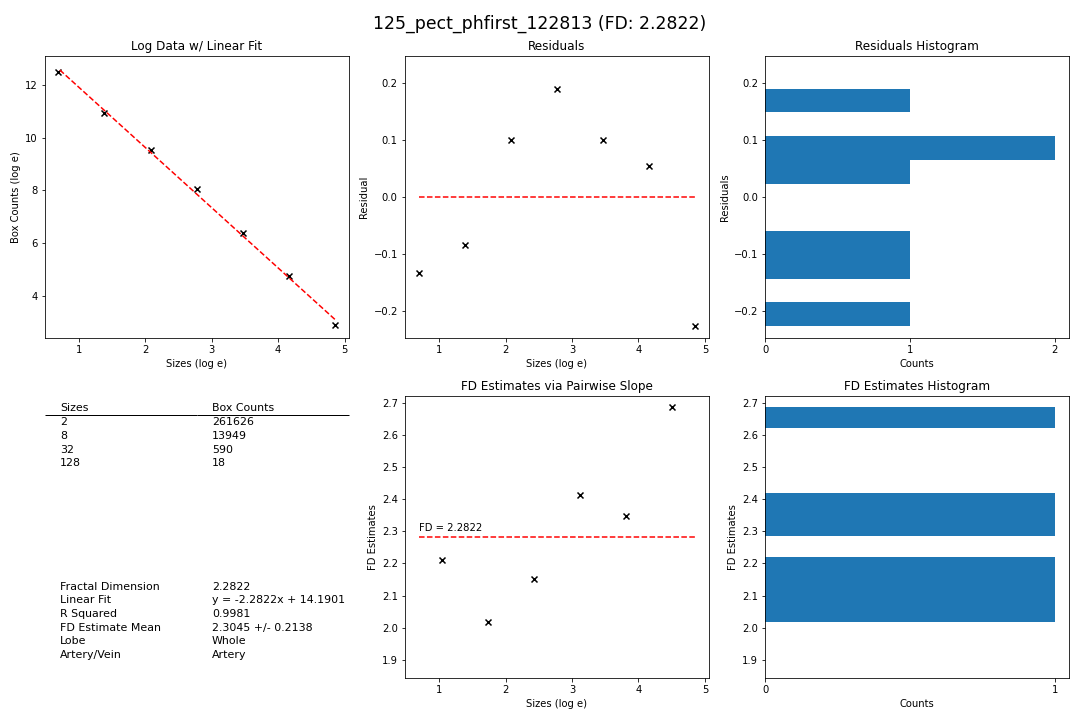 125_pect_phfirst_122813 (FD: 2.2822)
Log Data w/ Linear Fit
Box Counts (log e)
12
10
8
6
4
1 2 3 4 5
Sizes (log e)
Residuals
Residual
0.2
0.1
0.0
−0.1
−0.2
1 2 3 4 5
Sizes (log e)
Residuals Histogram
Residuals
0.2
0.1
0.0
−0.1
−0.2
0 1 2
Counts
Sizes Box Counts
2 261626
8 13949
32 590
128 18
Fractal Dimension 2.2822
Linear Fit y = -2.2822x + 14.1901
R Squared 0.9981
FD Estimate Mean 2.3045 +/- 0.2138
Lobe Whole
Artery/Vein Artery
FD Estimates via Pairwise Slope
FD Estimates
2.7
2.6
2.5
2.4
2.3
2.2
2.1
2.0
1.9
FD = 2.2822
1 2 3 4 5
Sizes (log e)
FD Estimates Histogram
FD Estimates
2.7
2.6
2.5
2.4
2.3
2.2
2.1
2.0
1.9
0 1
Counts